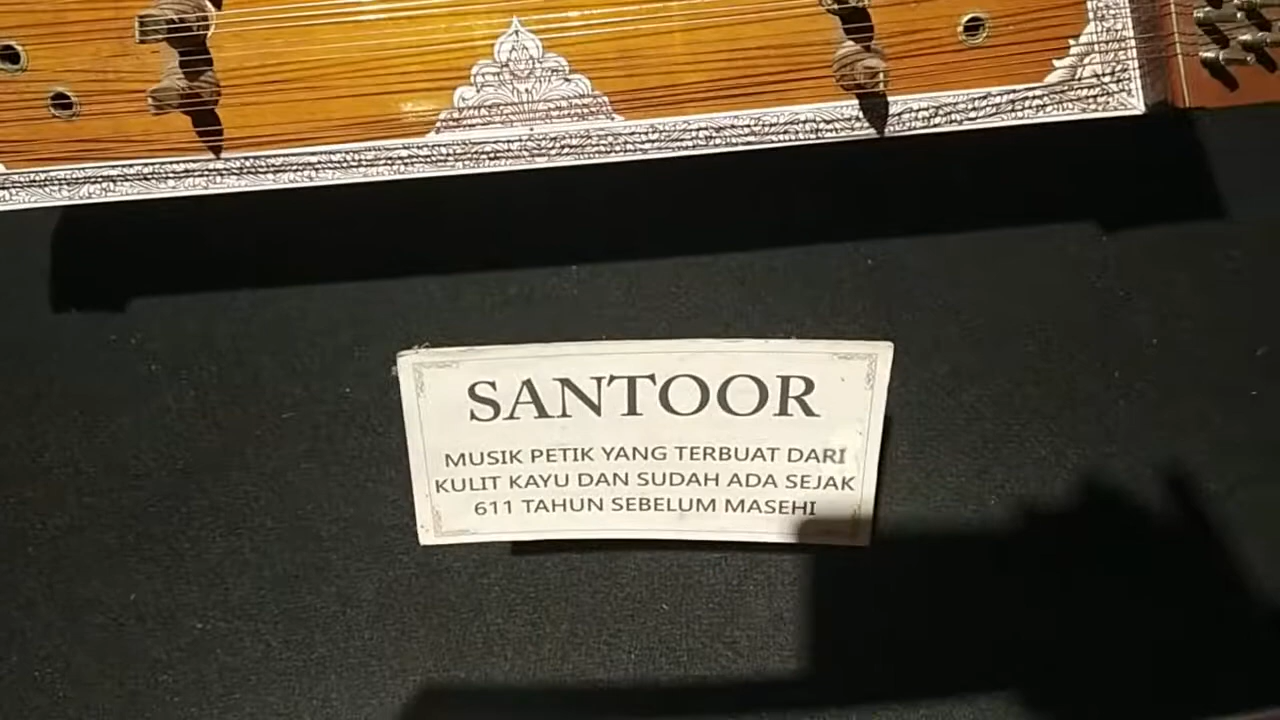 SANTOOR
MUSIK PETIK YANG TERBUAT DARI
KULIT KAYU DAN SUDAH ADA SEJAK
611 TAHUN SEBELUM MASEHI